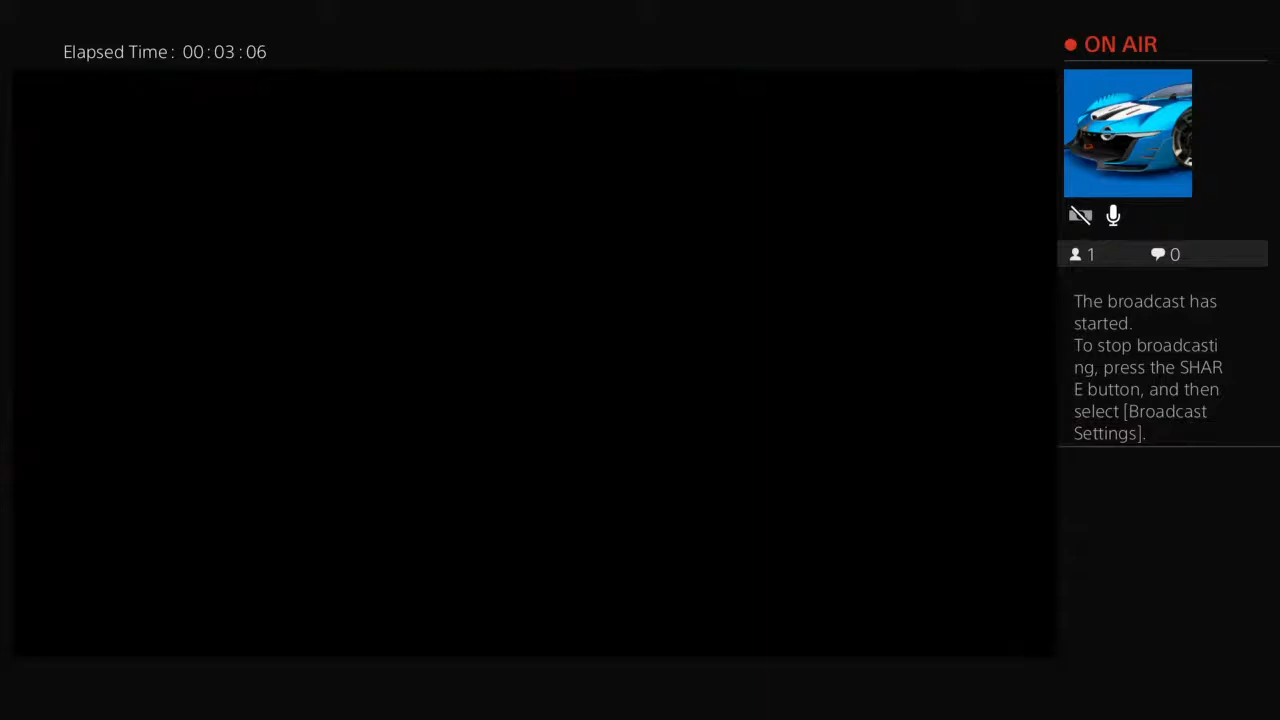 Elapsed Time: 00:03:06
ON AIR
1 0
The broadcast has
started.
To stop broadcasti
ng, press the SHAR
E button, and then
select [Broadcast
Settings].